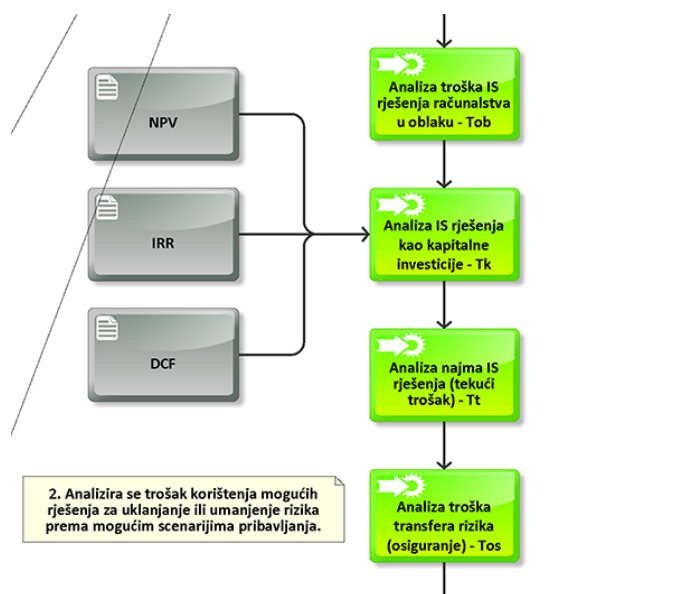 Analiza troška IS
rješenja računalstva
u oblaku - Tob
NPV
Analiza IS rješenja
kao kapitalne
investicije - Tk
IRR
Analiza najma IS
rješenja (tekući
trošak) - Tt
DCF
2. Analizira se trošak korištenja mogućih
rješenja za uklanjanje ili umanjenje rizika
prema mogućim scenarijima pribavljanja.
Analiza troška
transfera rizika
(osiguranje) - Tos